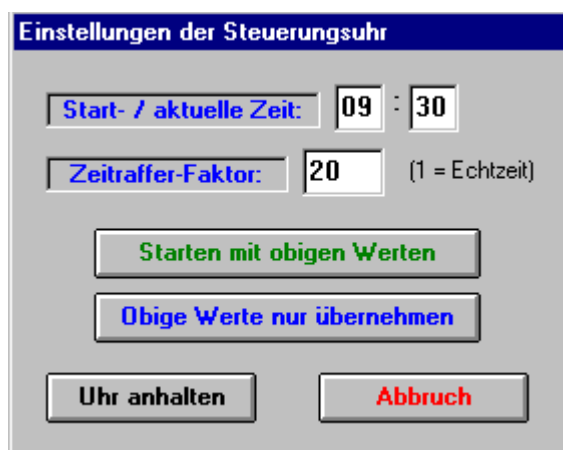 Einstellungen der Steuerungsuhr
Start- / aktuelle Zeit: 09 : 30
Zeitraffer-Faktor: 20 (1 = Echtzeit)
Starten mit obigen Werten
Obige Werte nur übernehmen
Uhr anhalten Abbruch